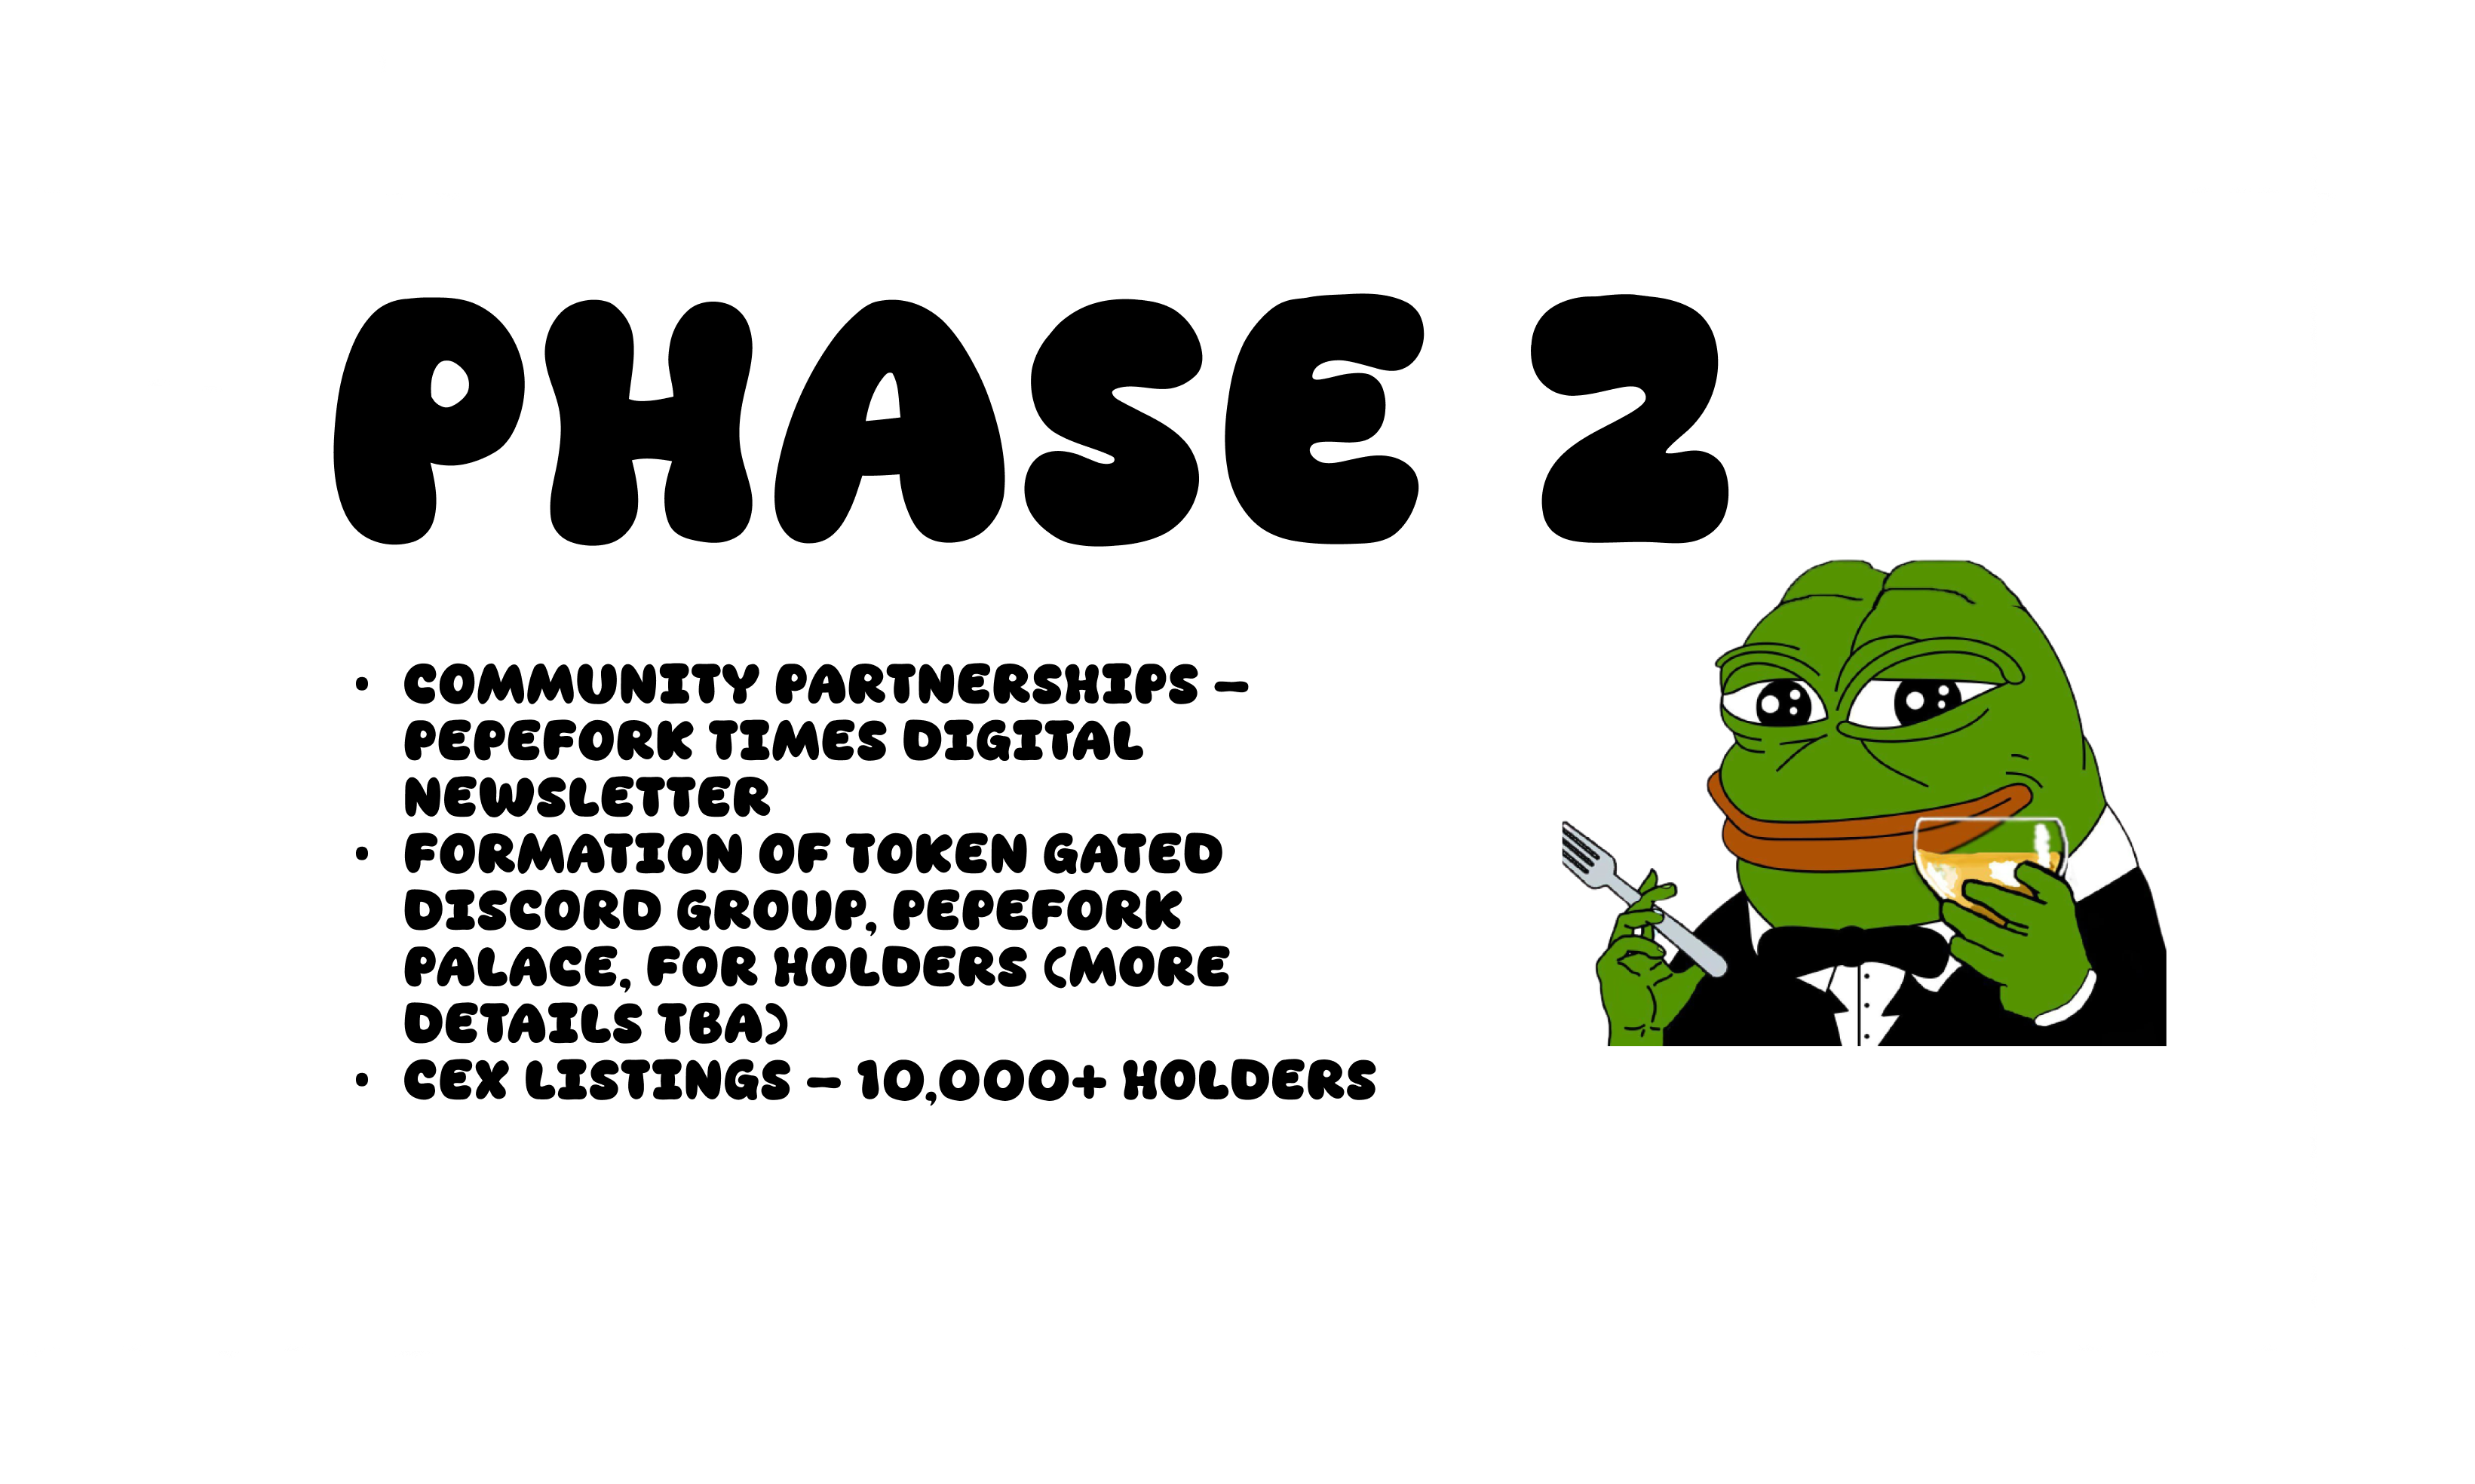 PHASE 2
• COMMUNITY PARTNERSHIPS -
PEPEFORK TIMES DIGITAL
NEWSLETTER
• FORMATION OF TOKEN GATED
DISCORD GROUP, PEPEFORK
PALACE, FOR HOLDERS (MORE
DETAILS TBA)
• CEX LISTINGS - 10,000+ HOLDERS